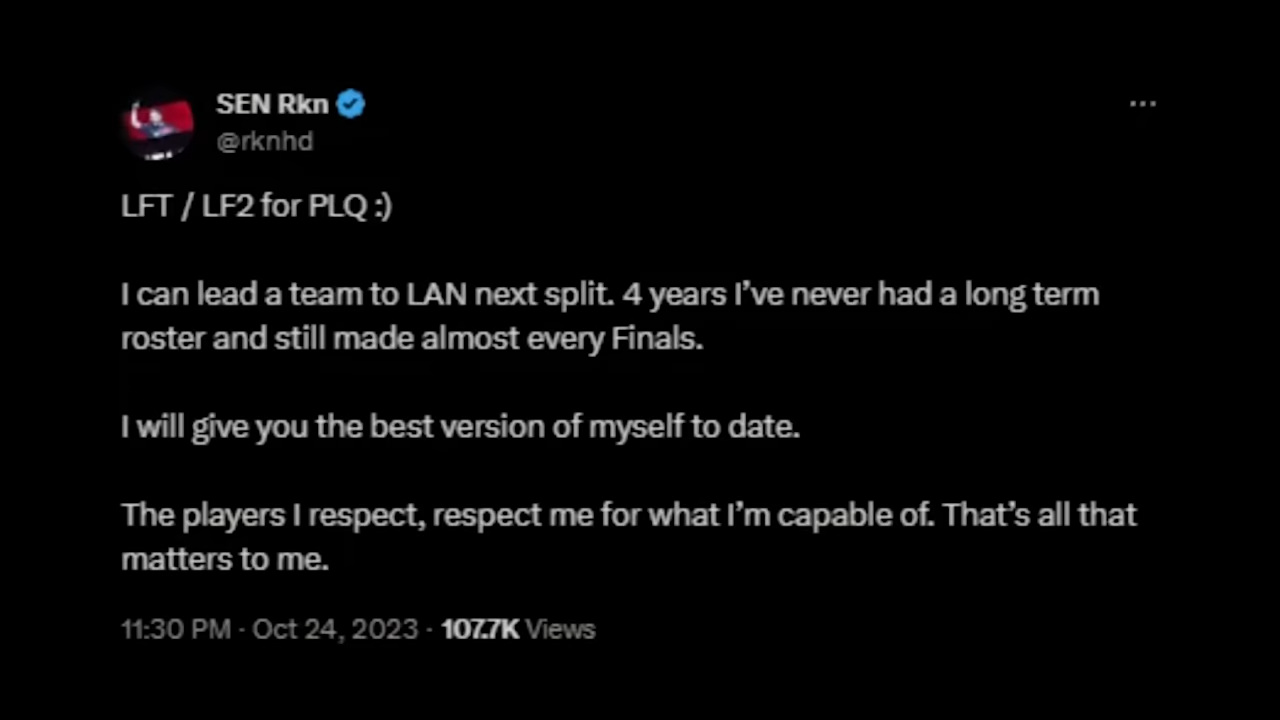 SEN Rkn
@rknhd
LFT / LF2 for PLQ :)
I can lead a team to LAN next split. 4 years I’ve never had a long term
roster and still made almost every Finals.
I will give you the best version of myself to date.
The players I respect, respect me for what I’m capable of. That’s all that
matters to me.
11:30 PM · Oct 24, 2023 · 107.7K Views